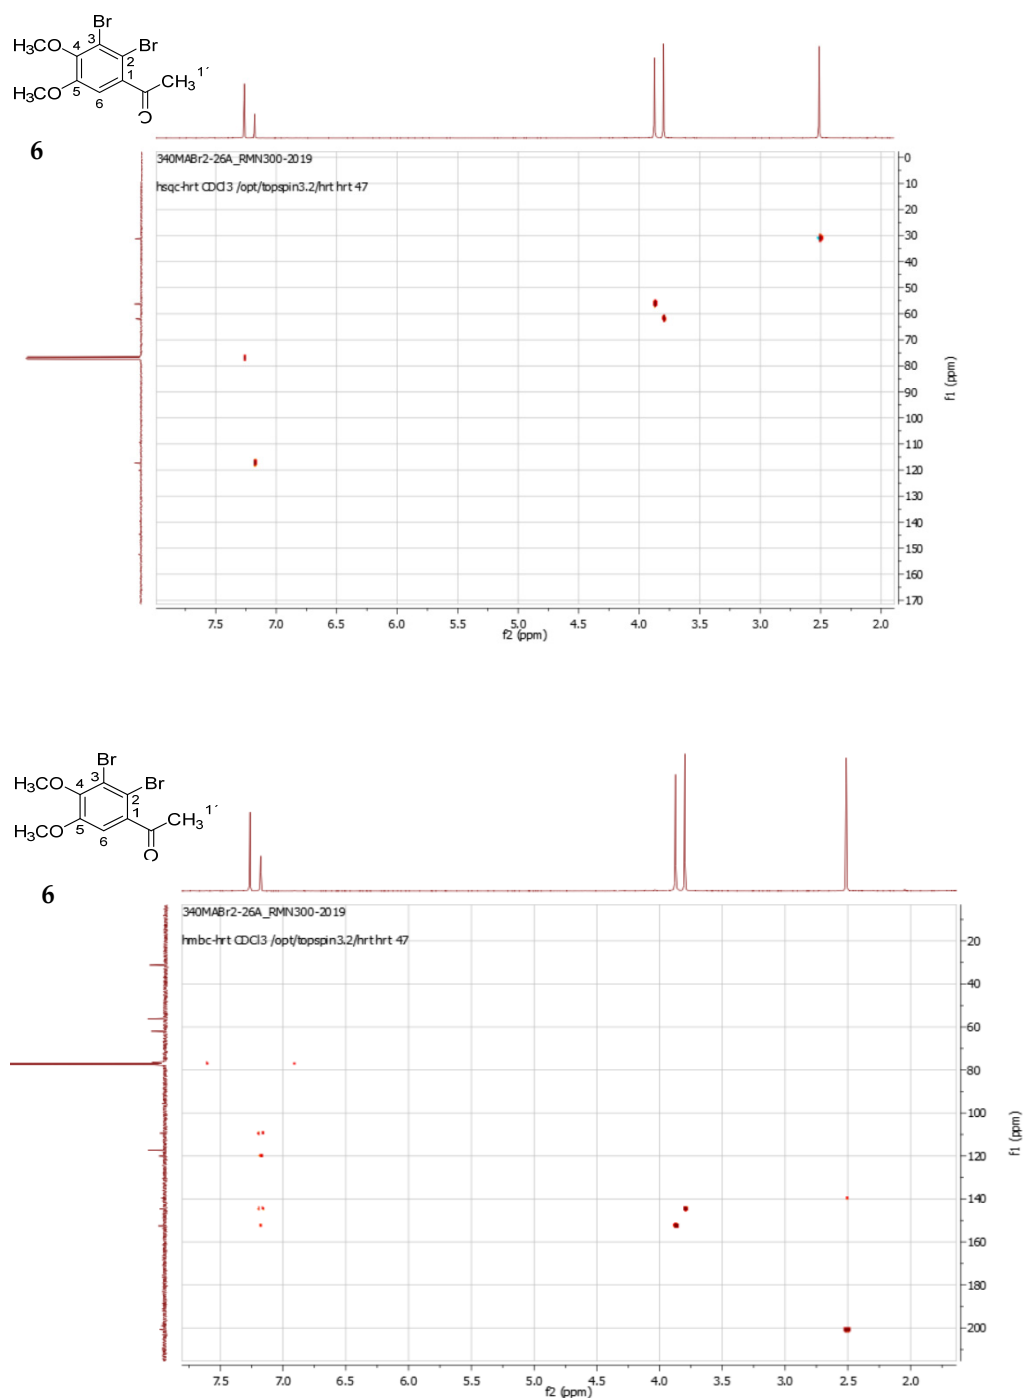 Br
H3CO 4 3 Br
2
1 CH3 1´
H3CO 5 6
O
6
340MABr2-26A_RMN300-2019
hsqc-hrt CDCl3 /opt/topspin3.2/hrt hrt 47
0
10
20
30
40
50
60
70
80
90
100
110
120
130
140
150
160
170
f1 (ppm)
7.5 7.0 6.5 6.0 5.5 5.0 4.5 4.0 3.5 3.0 2.5 2.0
f2 (ppm)
Br
H3CO 4 3 Br
2
1 CH3 1´
H3CO 5 6
O
6
340MABr2-26A_RMN300-2019
hmbc-hrt CDCl3 /opt/topspin3.2/hrt hrt 47
20
40
60
80
100
120
140
160
180
200
f1 (ppm)
7.5 7.0 6.5 6.0 5.5 5.0 4.5 4.0 3.5 3.0 2.5 2.0
f2 (ppm)